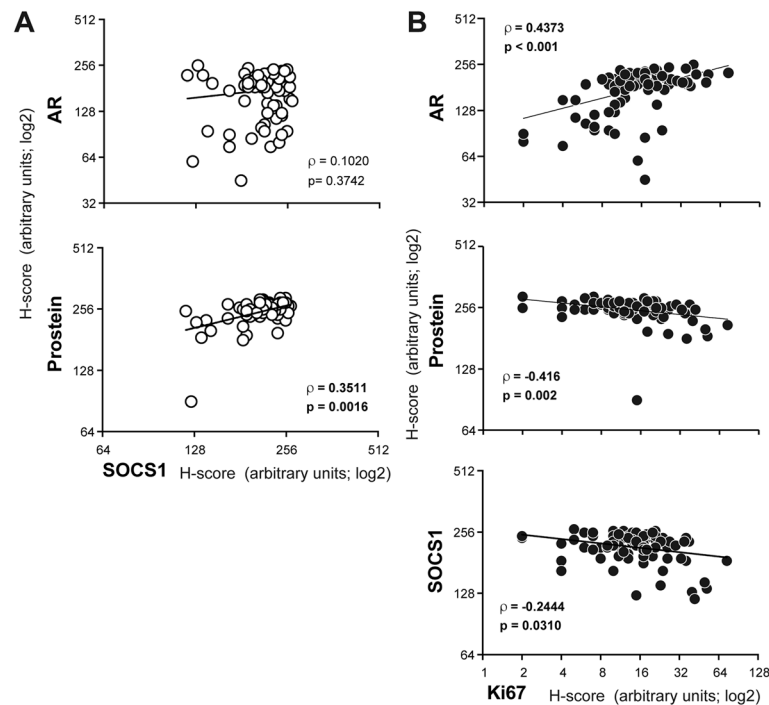 A
512
256
128
64
32
AR
ρ = 0.1020
p= 0.3742
H-score (arbitrary units; log2)
512
256
128
64
Prostein
ρ = 0.3511
p = 0.0016
64 128 256 512
SOCS1 H-score (arbitrary units; log2)
B
512
256
128
64
32
AR
ρ = 0.4373
p < 0.001
H-score (arbitrary units; log2)
512
256
128
64
Prostein
ρ = -0.416
p = 0.002
512
256
128
64
SOCS1
ρ = -0.2444
p = 0.0310
1 2 4 8 16 32 64 128
Ki67 H-score (arbitrary units; log2)